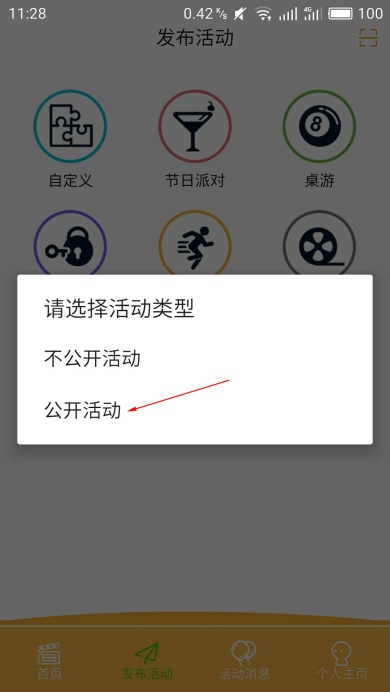 11:28
0.42 K/s
4G
100
发布活动
自定义
节日派对
桌游
8
请选择活动类型
不公开活动
公开活动
首页
发布活动
活动消息
个人主页